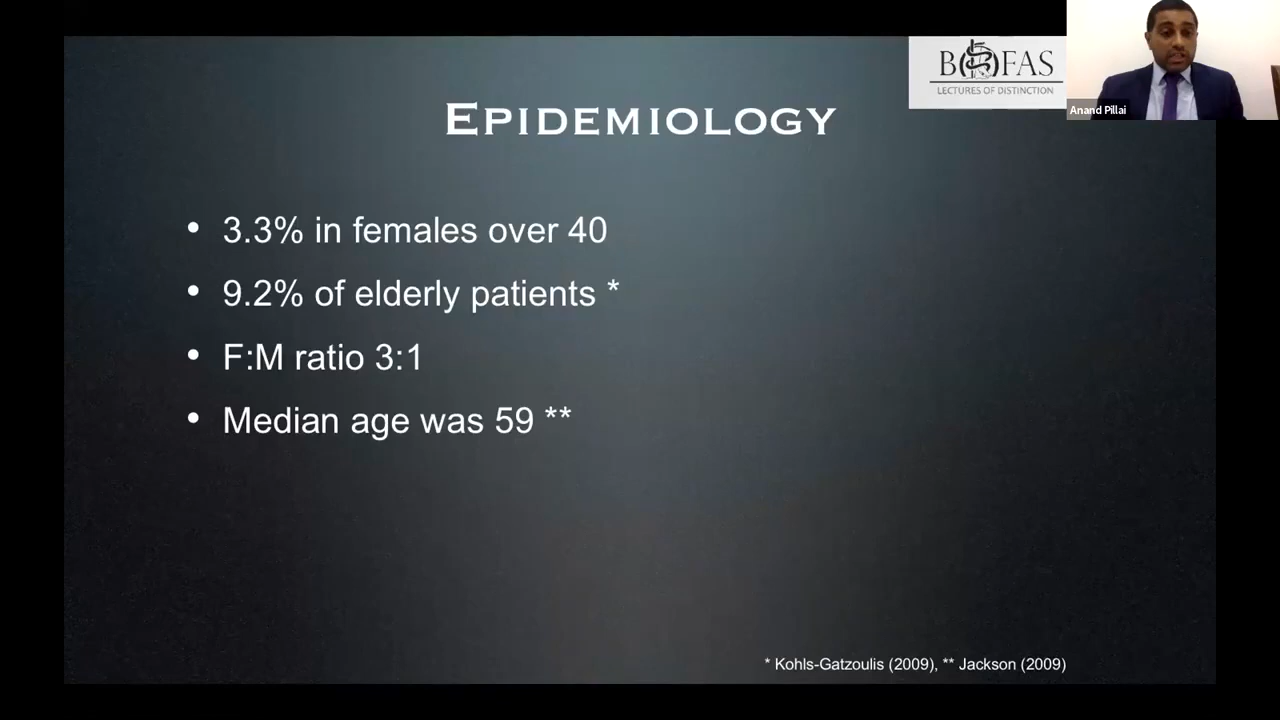 BOFAS
LECTURES OF DISTINCTION
Anand Pillai
EPIDEMIOLOGY
• 3.3% in females over 40
• 9.2% of elderly patients *
• F:M ratio 3:1
• Median age was 59 **
* Kohls-Gatzoulis (2009), ** Jackson (2009)